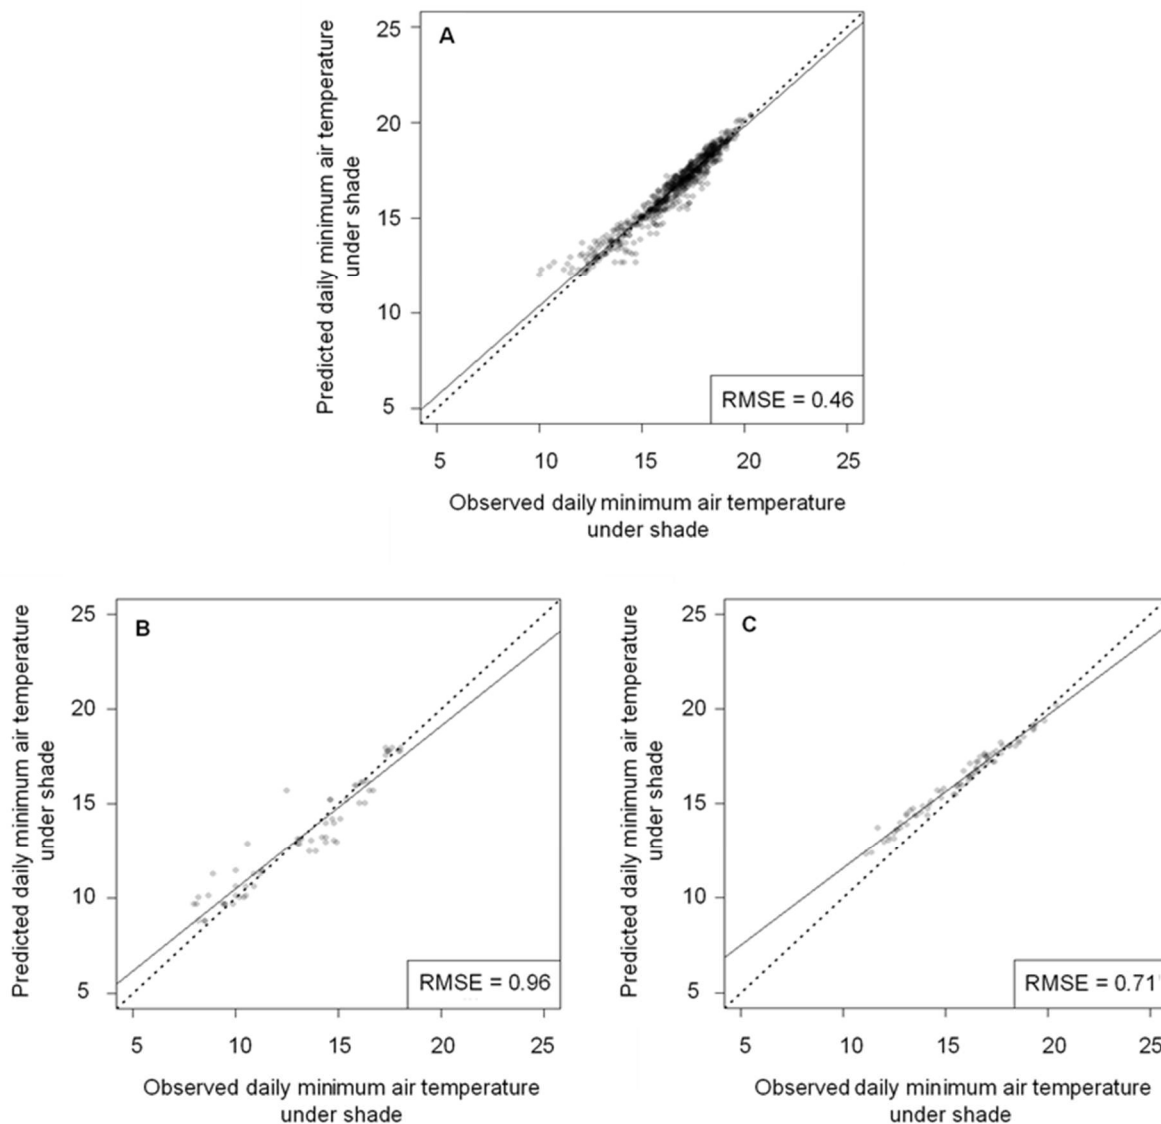 A
Predicted daily minimum air temperature
under shade
25
20
15
10
5
RMSE = 0.46
5 10 15 20 25
Observed daily minimum air temperature
under shade
B
Predicted daily minimum air temperature
under shade
25
20
15
10
5
RMSE = 0.96
5 10 15 20 25
Observed daily minimum air temperature
under shade
C
Predicted daily minimum air temperature
under shade
25
20
15
10
5
RMSE = 0.71
5 10 15 20 25
Observed daily minimum air temperature
under shade